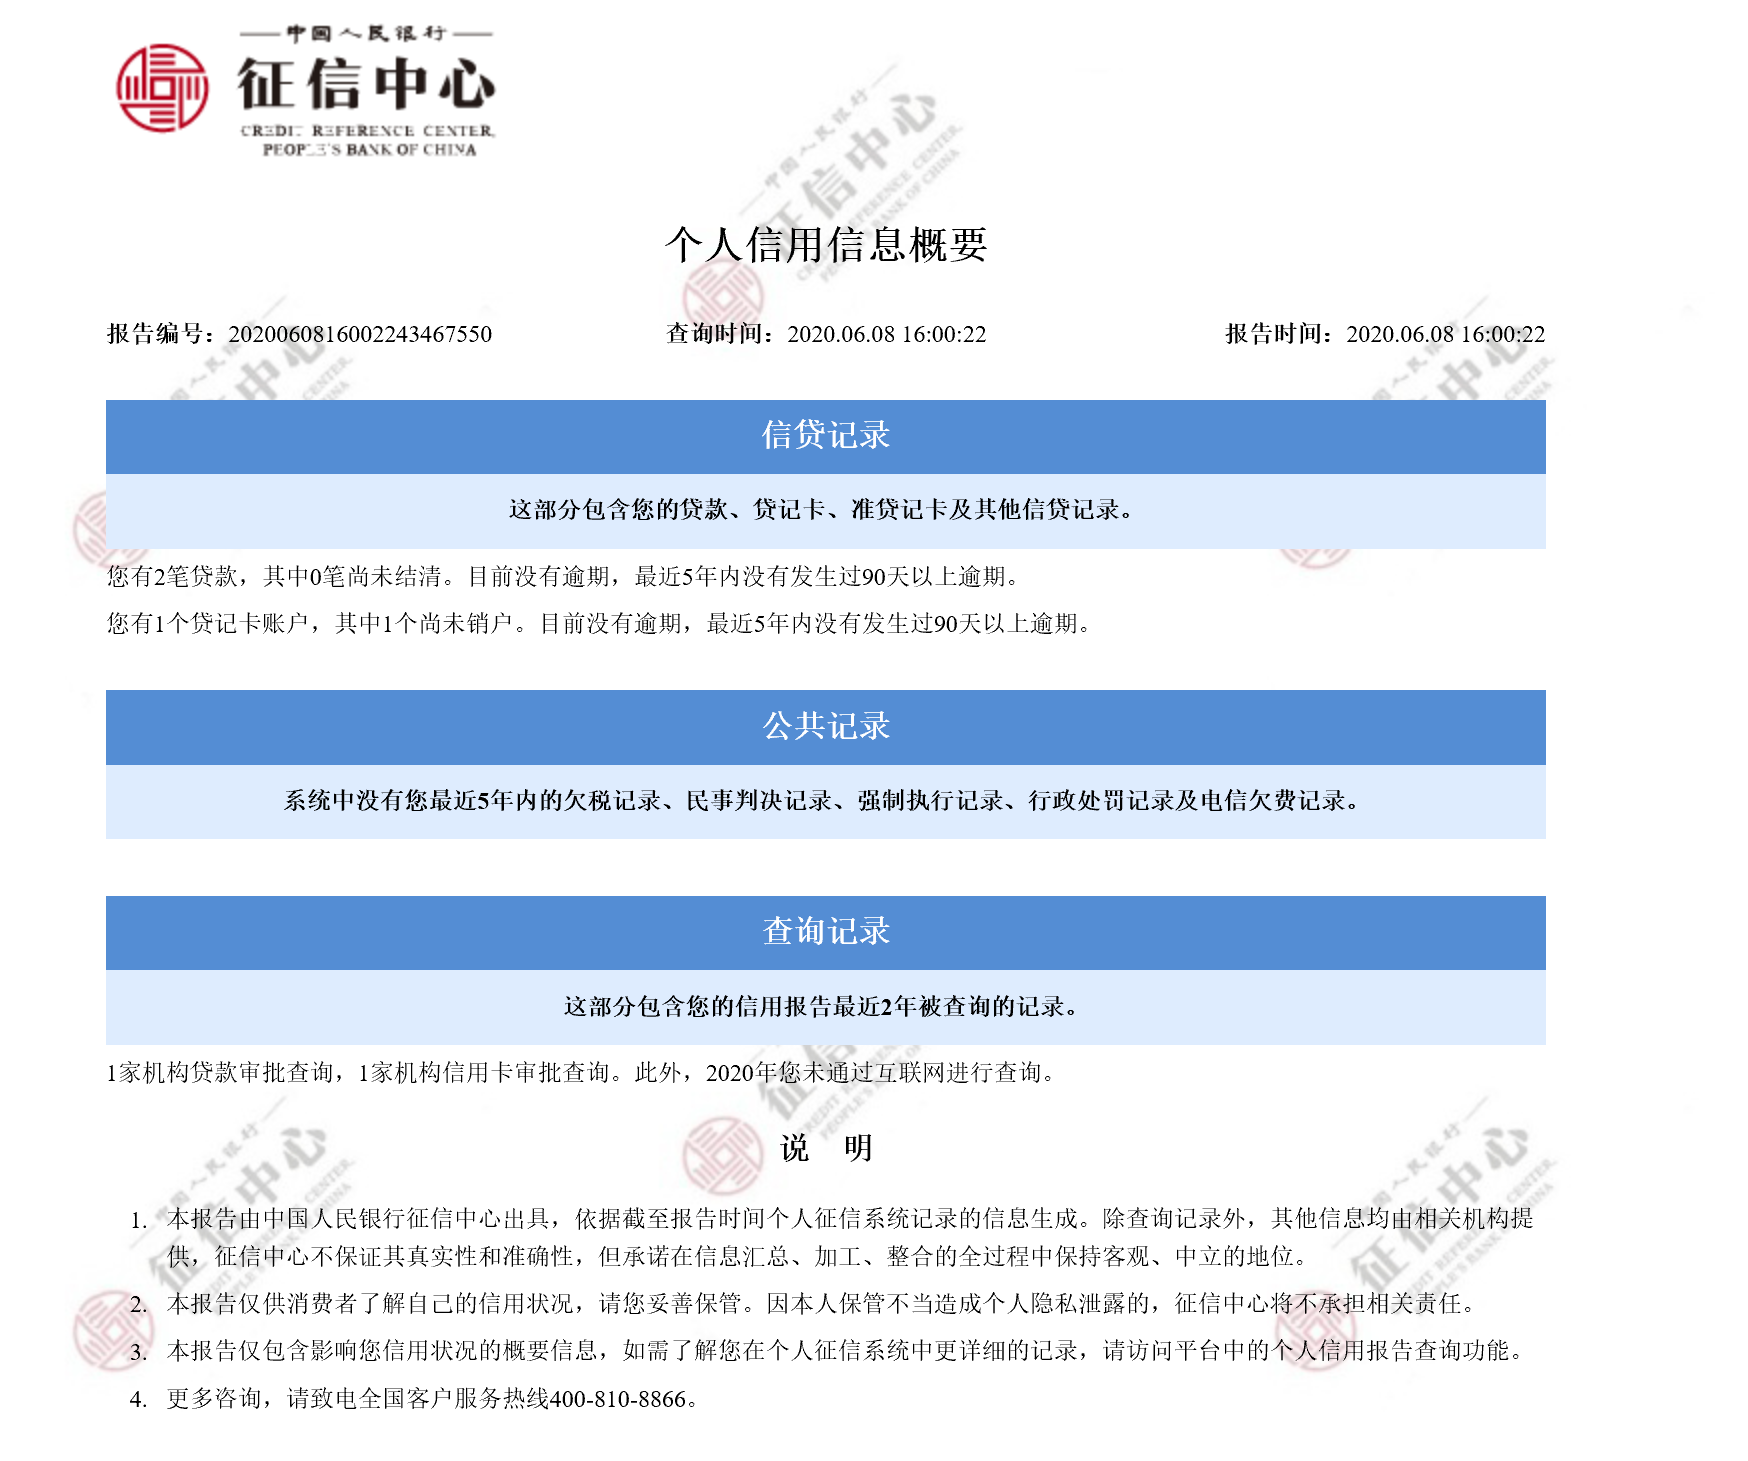 中国人民银行
征信中心
CREDIT REFERENCE CENTER,
PEOPLE'S BANK OF CHINA
个人信用信息概要
报告编号：2020060816002243467550 查询时间：2020.06.08 16:00:22 报告时间：2020.06.08 16:00:22
信贷记录
这部分包含您的贷款、贷记卡、准贷记卡及其他信贷记录。
您有2笔贷款，其中0笔尚未结清。目前没有逾期，最近5年内没有发生过90天以上逾期。
您有1个贷记卡账户，其中1个尚未销户。目前没有逾期，最近5年内没有发生过90天以上逾期。
公共记录
系统中没有您最近5年内的欠税记录、民事判决记录、强制执行记录、行政处罚记录及电信欠费记录。
查询记录
这部分包含您的信用报告最近2年被查询的记录。
1家机构贷款审批查询，1家机构信用卡审批查询。此外，2020年您未通过互联网进行查询。
说 明
1. 本报告由中国人民银行征信中心出具，依据截至报告时间个人征信系统记录的信息生成。除查询记录外，其他信息均由相关机构提
供，征信中心不保证其真实性和准确性，但承诺在信息汇总、加工、整合的全过程中保持客观、中立的地位。
2. 本报告仅供消费者了解自己的信用状况，请您妥善保管。因本人保管不当造成个人隐私泄露的，征信中心将不承担相关责任。
3. 本报告仅包含影响您信用状况的概要信息，如需了解您在个人征信系统中更详细的记录，请访问平台中的个人信用报告查询功能。
4. 更多咨询，请致电全国客户服务热线400-810-8866。